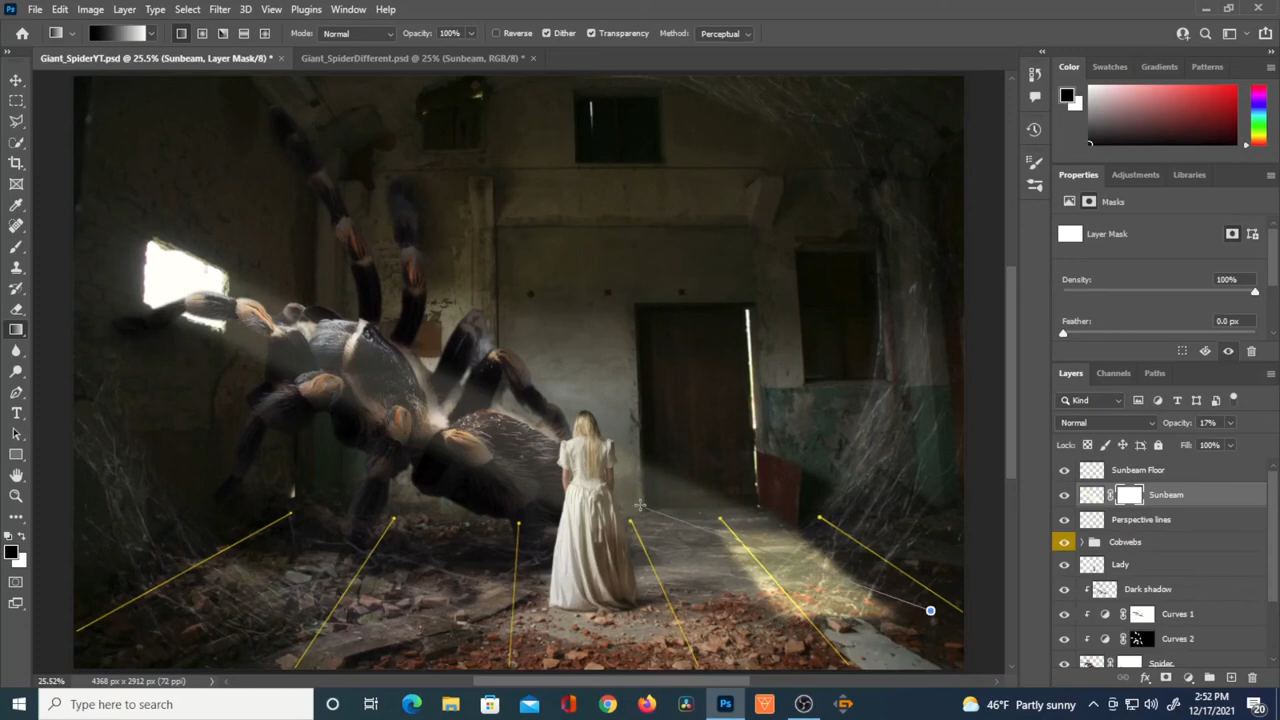 File Edit Image Layer Type Select Filter 3D View Plugins Window Help
Mode: Normal Opacity: 100% Reverse Dither Transparency Method: Perceptual
Giant_SpiderYT.psd @ 25.5% (Sunbeam, Layer Mask/8) * × Giant_SpiderDifferent.psd @ 25% (Sunbeam, RGB/8) * ×
Color Swatches Gradients Patterns
Properties Adjustments Libraries
Masks
Layer Mask
Density: 100%
Feather: 0.0 px
Layers Channels Paths
Kind
Normal Opacity: 17%
Lock: Fill: 100%
Sunbeam Floor
Sunbeam
Perspective lines
Cobwebs
Lady
Dark shadow
Curves 1
Curves 2
Spider
25.52% 4368 px x 2912 px (72 ppi)
Type here to search
46°F Partly sunny
2:52 PM
12/17/2021
20